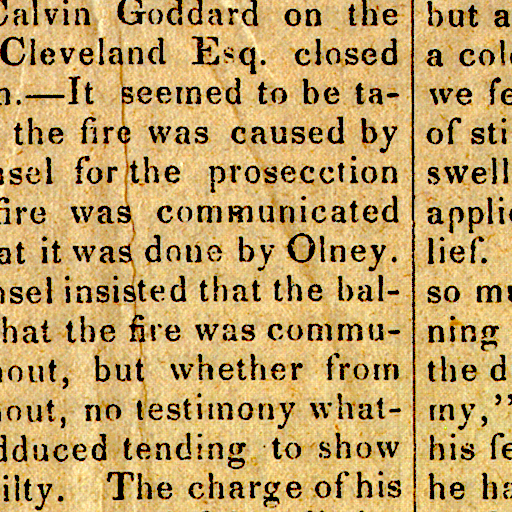 Calvin Goddard on the
Cleveland Esq. closed
n.—It seemed to be ta-
the fire was caused by
nsel for the prosecction
fire was communicated
at it was done by Olney.
nsel insisted that the bal-
hat the fire was commu-
hout, but whether from
hout, no testimony what-
dduced tending to show
ilty. The charge of his
but a
a col
we fe
of sti
swell
applie
lief.
so mu
ning
the d
my,"
his fe
he ha